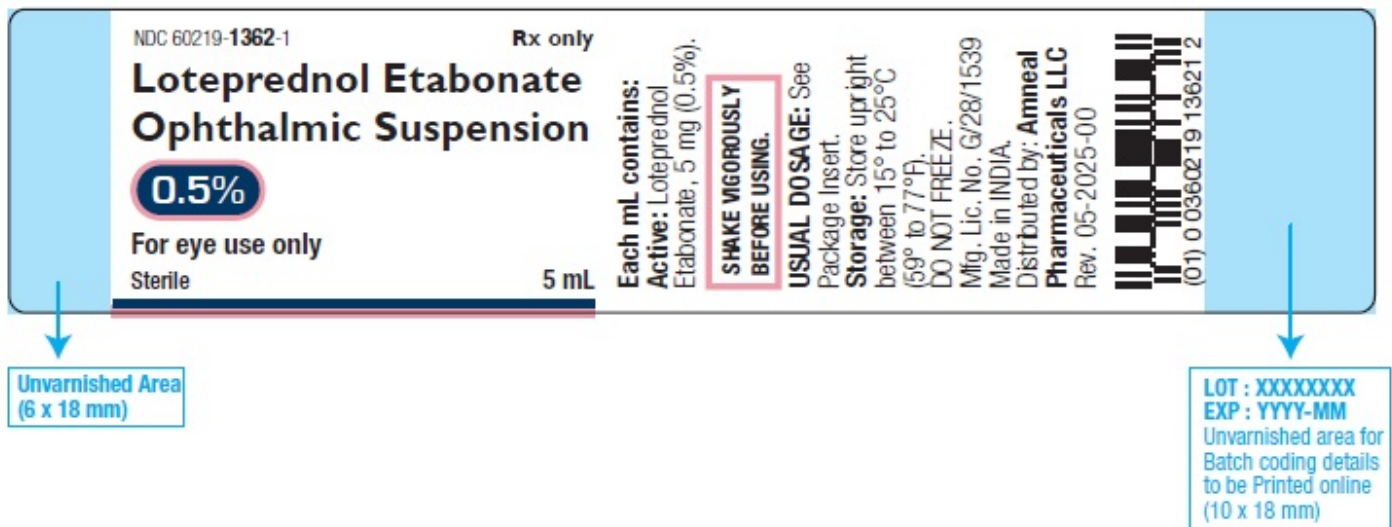 NDC 60219-1362-1
Rx only
Loteprednol Etabonate
Ophthalmic Suspension
0.5%
For eye use only
Sterile
5 mL
Each mL contains:
Active: Loteprednol
Etabonate, 5 mg (0.5%).
SHAKE VIGOROUSLY
BEFORE USING.
USUAL DOSAGE: See
Package Insert.
Storage: Store upright
between 15° to 25°C
(59° to 77°F).
DO NOT FREEZE.
Mfg. Lic. No. G/28/1539
Made in INDIA.
Distributed by: Amneal
Pharmaceuticals LLC
Rev. 05-2025-00
(01) 0 0360219 13621 2
Unvarnished Area
(6 x 18 mm)
LOT : XXXXXXXX
EXP : YYYY-MM
Unvarnished area for
Batch coding details
to be Printed online
(10 x 18 mm)